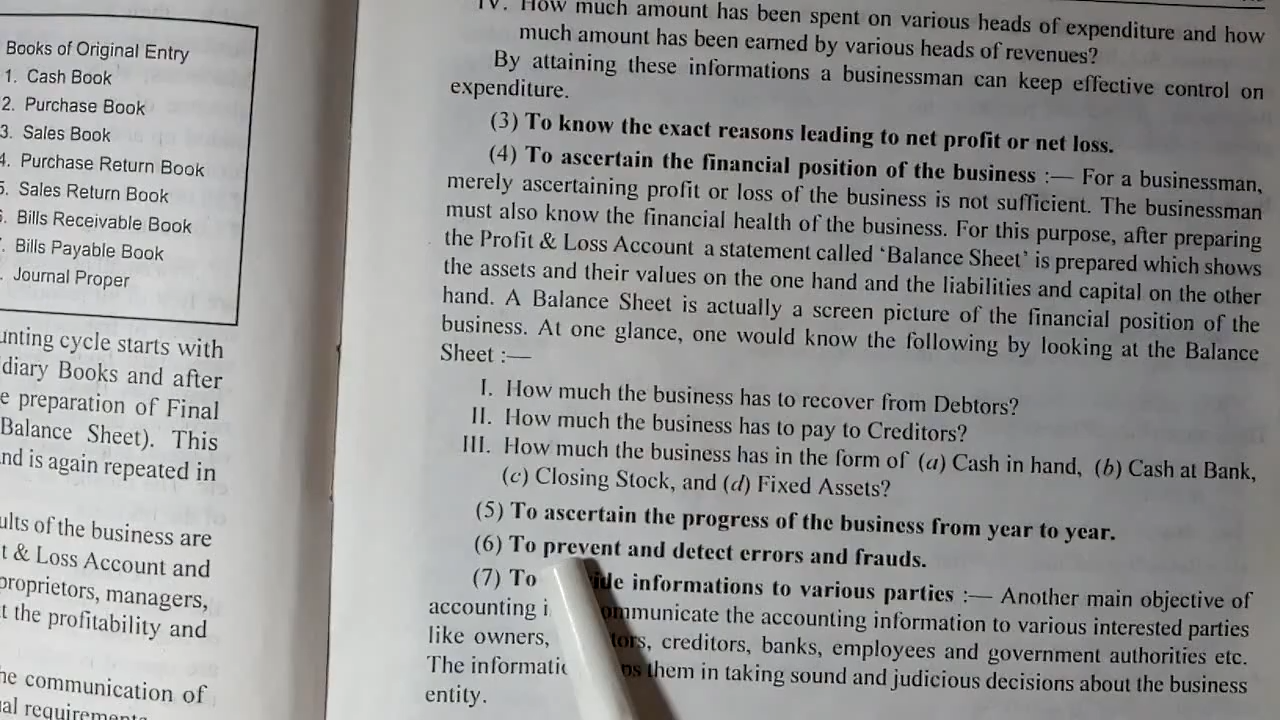 Books of Original Entry
1. Cash Book
2. Purchase Book
3. Sales Book
4. Purchase Return Book
5. Sales Return Book
Bills Receivable Book
Bills Payable Book
Journal Proper
unting cycle starts with
diary Books and after
e preparation of Final
Balance Sheet). This
nd is again repeated in
ults of the business are
t & Loss Account and
proprietors, managers,
t the profitability and
he communication of
al requirements
IV. How much amount has been spent on various heads of expenditure and how
much amount has been earned by various heads of revenues?
By attaining these informations a businessman can keep effective control on
expenditure.
(3) To know the exact reasons leading to net profit or net loss.
(4) To ascertain the financial position of the business :— For a businessman,
merely ascertaining profit or loss of the business is not sufficient. The businessman
must also know the financial health of the business. For this purpose, after preparing
the Profit & Loss Account a statement called ‘Balance Sheet’ is prepared which shows
the assets and their values on the one hand and the liabilities and capital on the other
hand. A Balance Sheet is actually a screen picture of the financial position of the
business. At one glance, one would know the following by looking at the Balance
Sheet :—
I. How much the business has to recover from Debtors?
II. How much the business has to pay to Creditors?
III. How much the business has in the form of (a) Cash in hand, (b) Cash at Bank,
(c) Closing Stock, and (d) Fixed Assets?
(5) To ascertain the progress of the business from year to year.
(6) To prevent and detect errors and frauds.
(7) To ide informations to various parties :— Another main objective of
accounting i ommunicate the accounting information to various interested parties
like owners, tors, creditors, banks, employees and government authorities etc.
The informatio ps them in taking sound and judicious decisions about the business
entity.